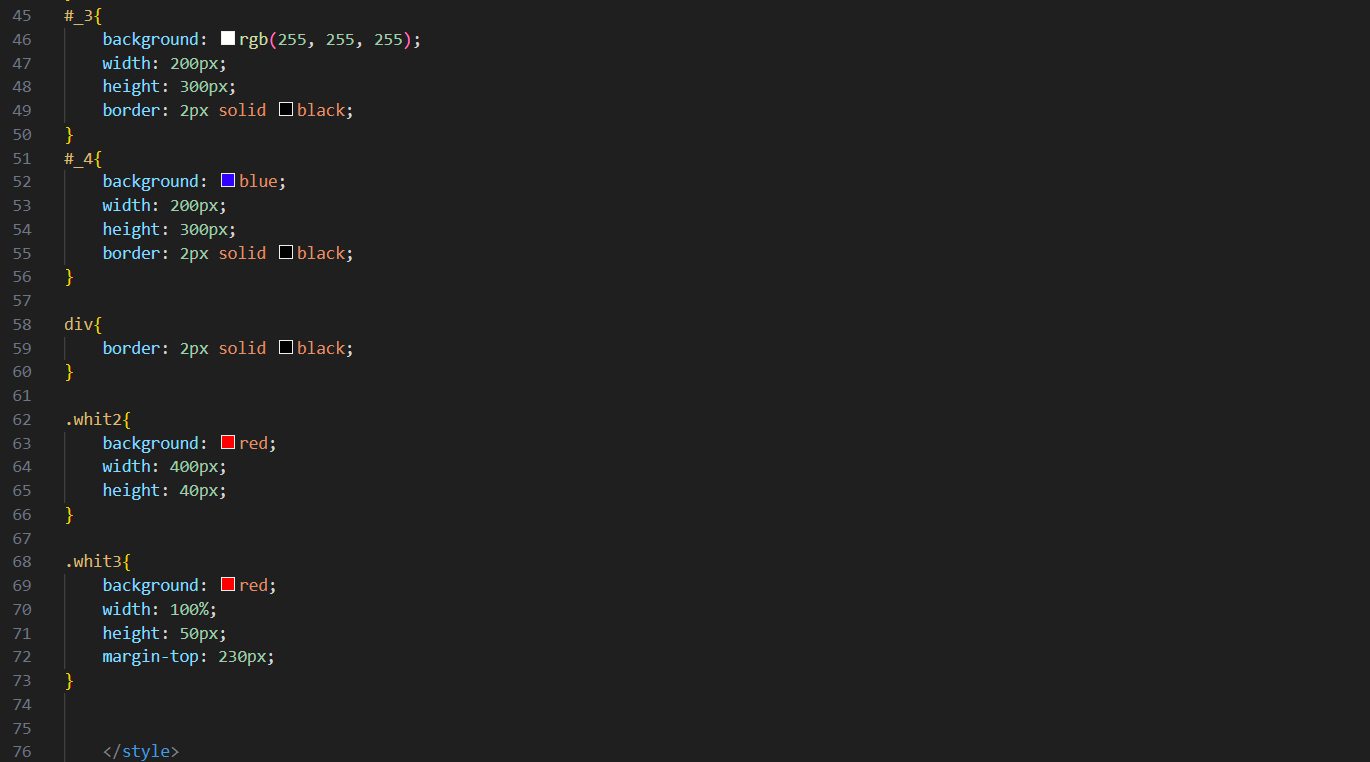 45 #_3{
46 background: rgb(255, 255, 255);
47 width: 200px;
48 height: 300px;
49 border: 2px solid black;
50 }
51 #_4{
52 background: blue;
53 width: 200px;
54 height: 300px;
55 border: 2px solid black;
56 }
57
58 div{
59 border: 2px solid black;
60 }
61
62 .whit2{
63 background: red;
64 width: 400px;
65 height: 40px;
66 }
67
68 .whit3{
69 background: red;
70 width: 100%;
71 height: 50px;
72 margin-top: 230px;
73 }
74
75
76 </style>